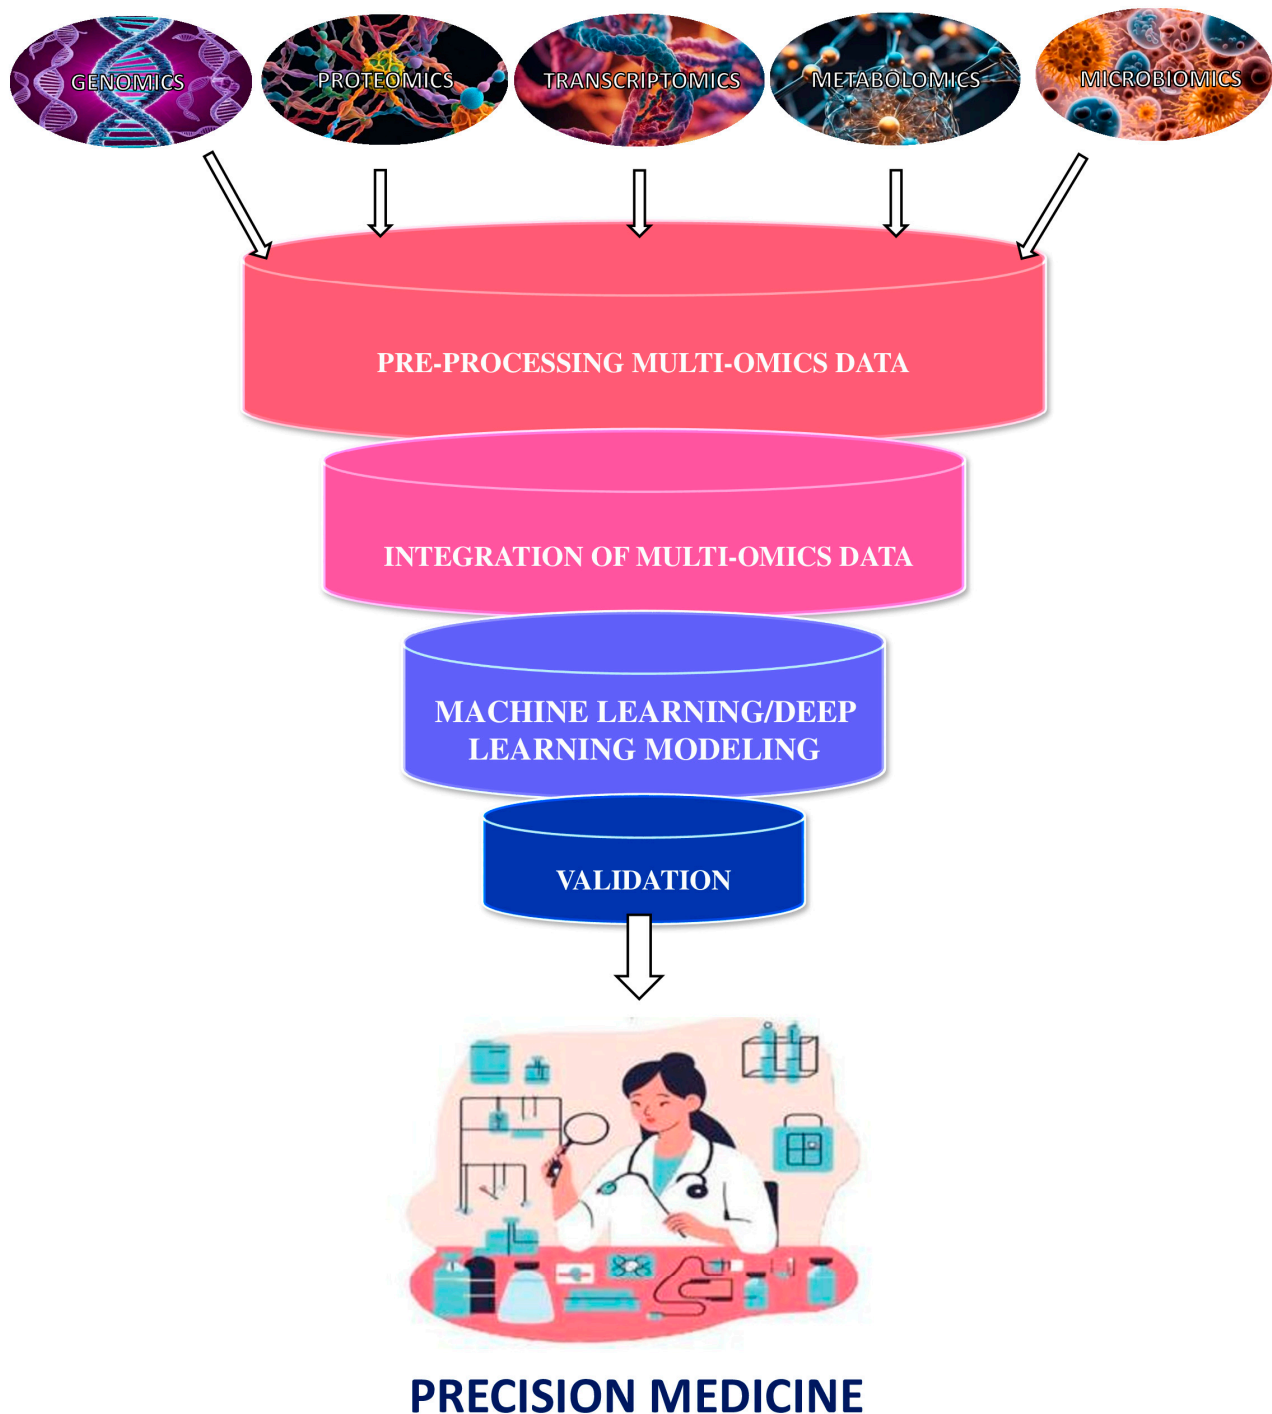 GENOMICS
PROTEOMICS
TRANSCRIPTOMICS
METABOLOMICS
MICROBIOMICS
PRE-PROCESSING MULTI-OMICS DATA
INTEGRATION OF MULTI-OMICS DATA
MACHINE LEARNING/DEEP
LEARNING MODELING
VALIDATION
PRECISION MEDICINE